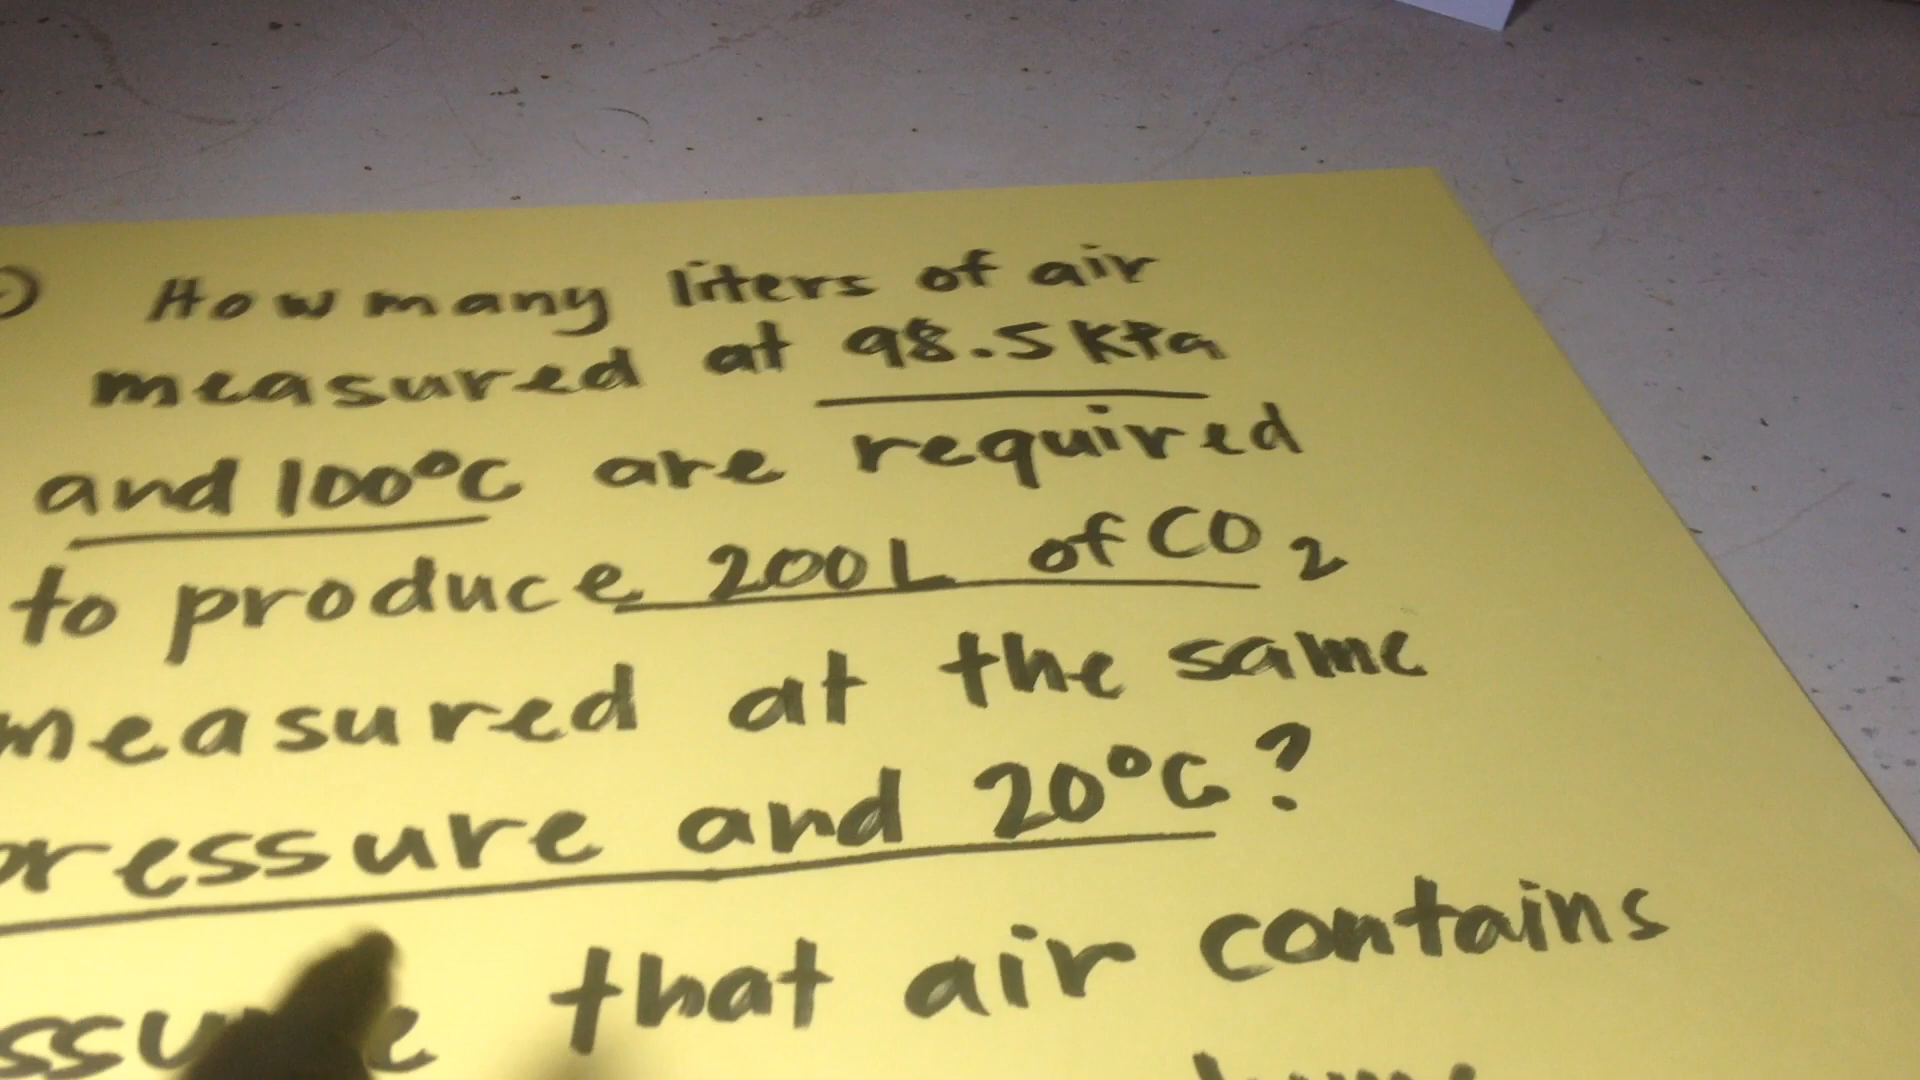 How many liters of air
measured at 98.5 KPa
and 100°C are required
to produce 200 L of CO2
measured at the same
pressure and 20°C?
that air contains